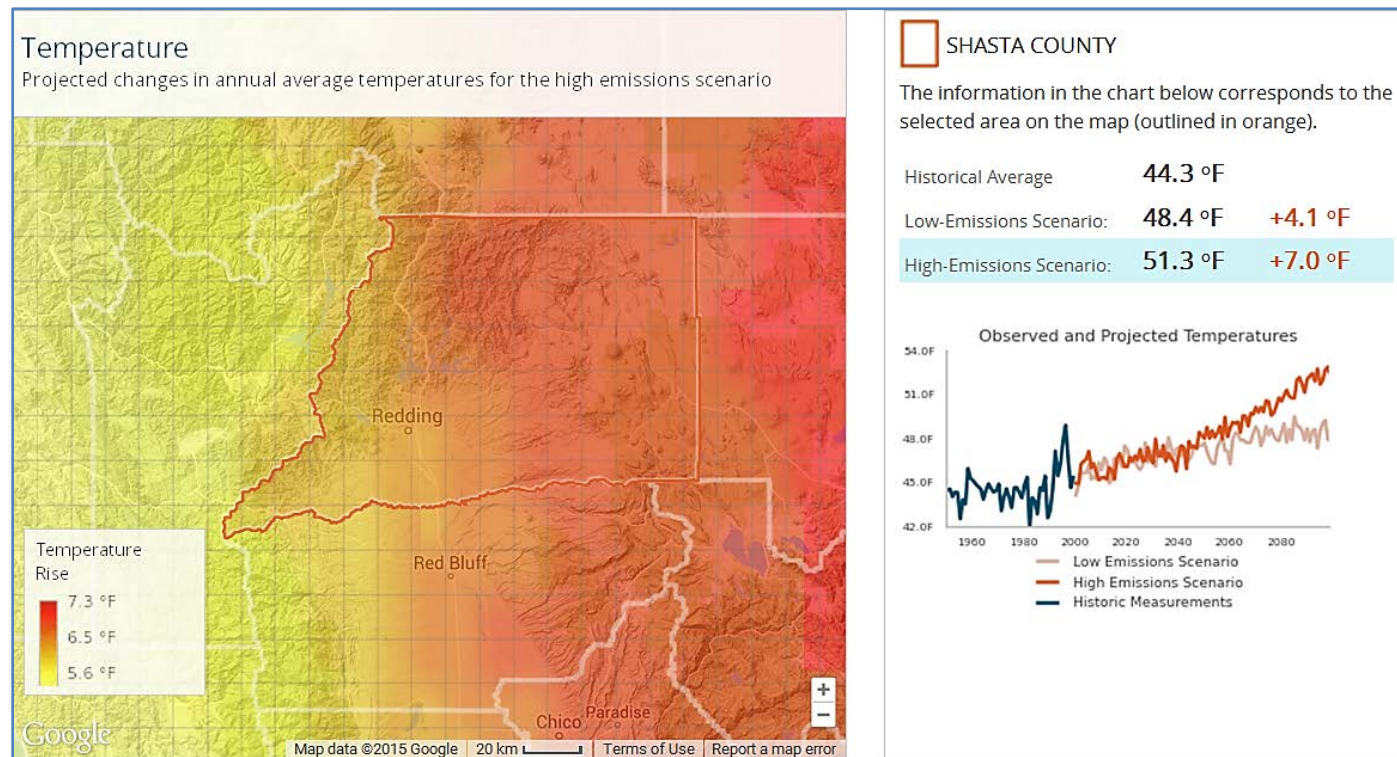 Temperature
Projected changes in annual average temperatures for the high emissions scenario
Redding
Red Bluff
Chico
Paradise
Temperature
Rise
7.3 °F
6.5 °F
5.6 °F
+
−
Google
Map data ©2015 Google 20 km Terms of Use Report a map error
SHASTA COUNTY
The information in the chart below corresponds to the
selected area on the map (outlined in orange).
Historical Average 44.3 °F
Low-Emissions Scenario: 48.4 °F +4.1 °F
High-Emissions Scenario: 51.3 °F +7.0 °F
Observed and Projected Temperatures
54.0F
51.0F
48.0F
45.0F
42.0F
1960 1980 2000 2020 2040 2060 2080
Low Emissions Scenario
High Emissions Scenario
Historic Measurements